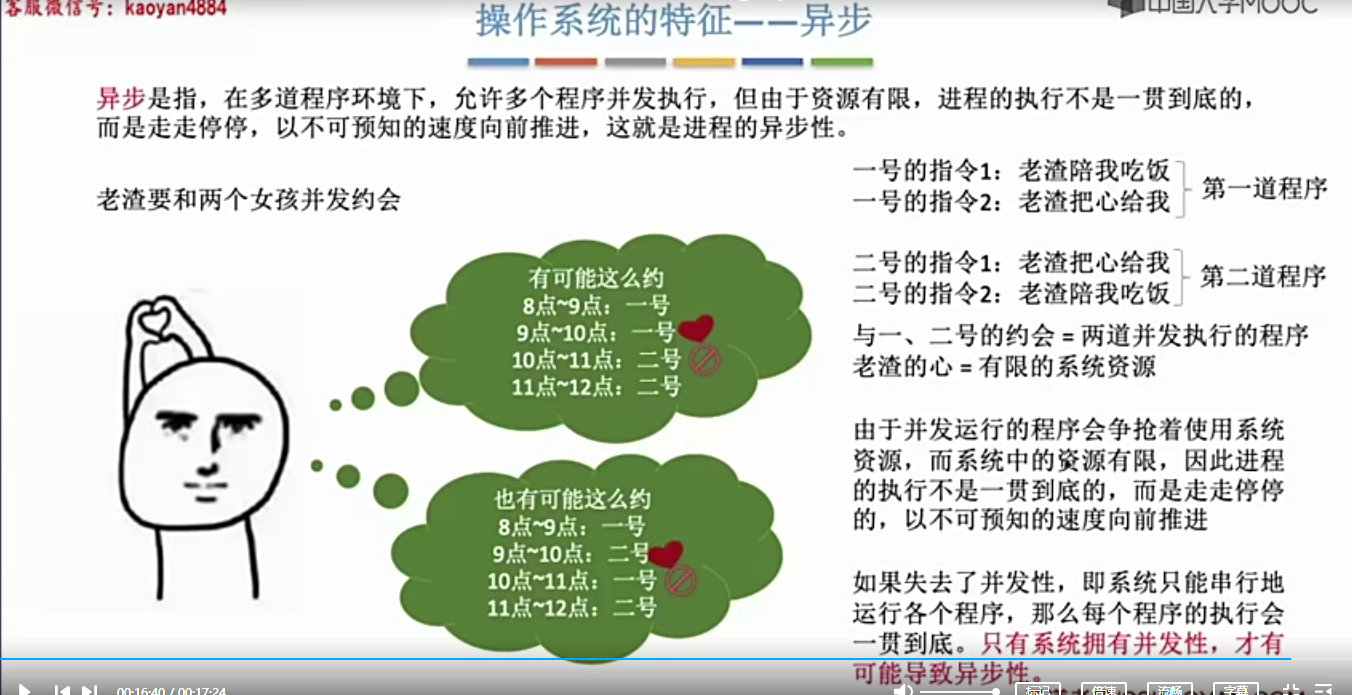 客服微信号：kaoyan4884
中国大学MOOC
操作系统的特征——异步
异步是指，在多道程序环境下，允许多个程序并发执行，但由于资源有限，进程的执行不是一贯到底的，
而是走走停停，以不可预知的速度向前推进，这就是进程的异步性。
老渣要和两个女孩并发约会
有可能这么约
8点~9点：一号
9点~10点：一号
10点~11点：二号
11点~12点：二号
也有可能这么约
8点~9点：一号
9点~10点：二号
10点~11点：一号
11点~12点：二号
一号的指令1：老渣陪我吃饭
一号的指令2：老渣把心给我
第一道程序
二号的指令1：老渣把心给我
二号的指令2：老渣陪我吃饭
第二道程序
与一、二号的约会 = 两道并发执行的程序
老渣的心 = 有限的系统资源
由于并发运行的程序会争抢着使用系统
资源，而系统中的资源有限，因此进程
的执行不是一贯到底的，而是走走停停
的，以不可预知的速度向前推进
如果失去了并发性，即系统只能串行地
运行各个程序，那么每个程序的执行会
一贯到底。只有系统拥有并发性，才有
可能导致异步性。
00:16:40 / 00:17:24
倍速
流畅
字幕